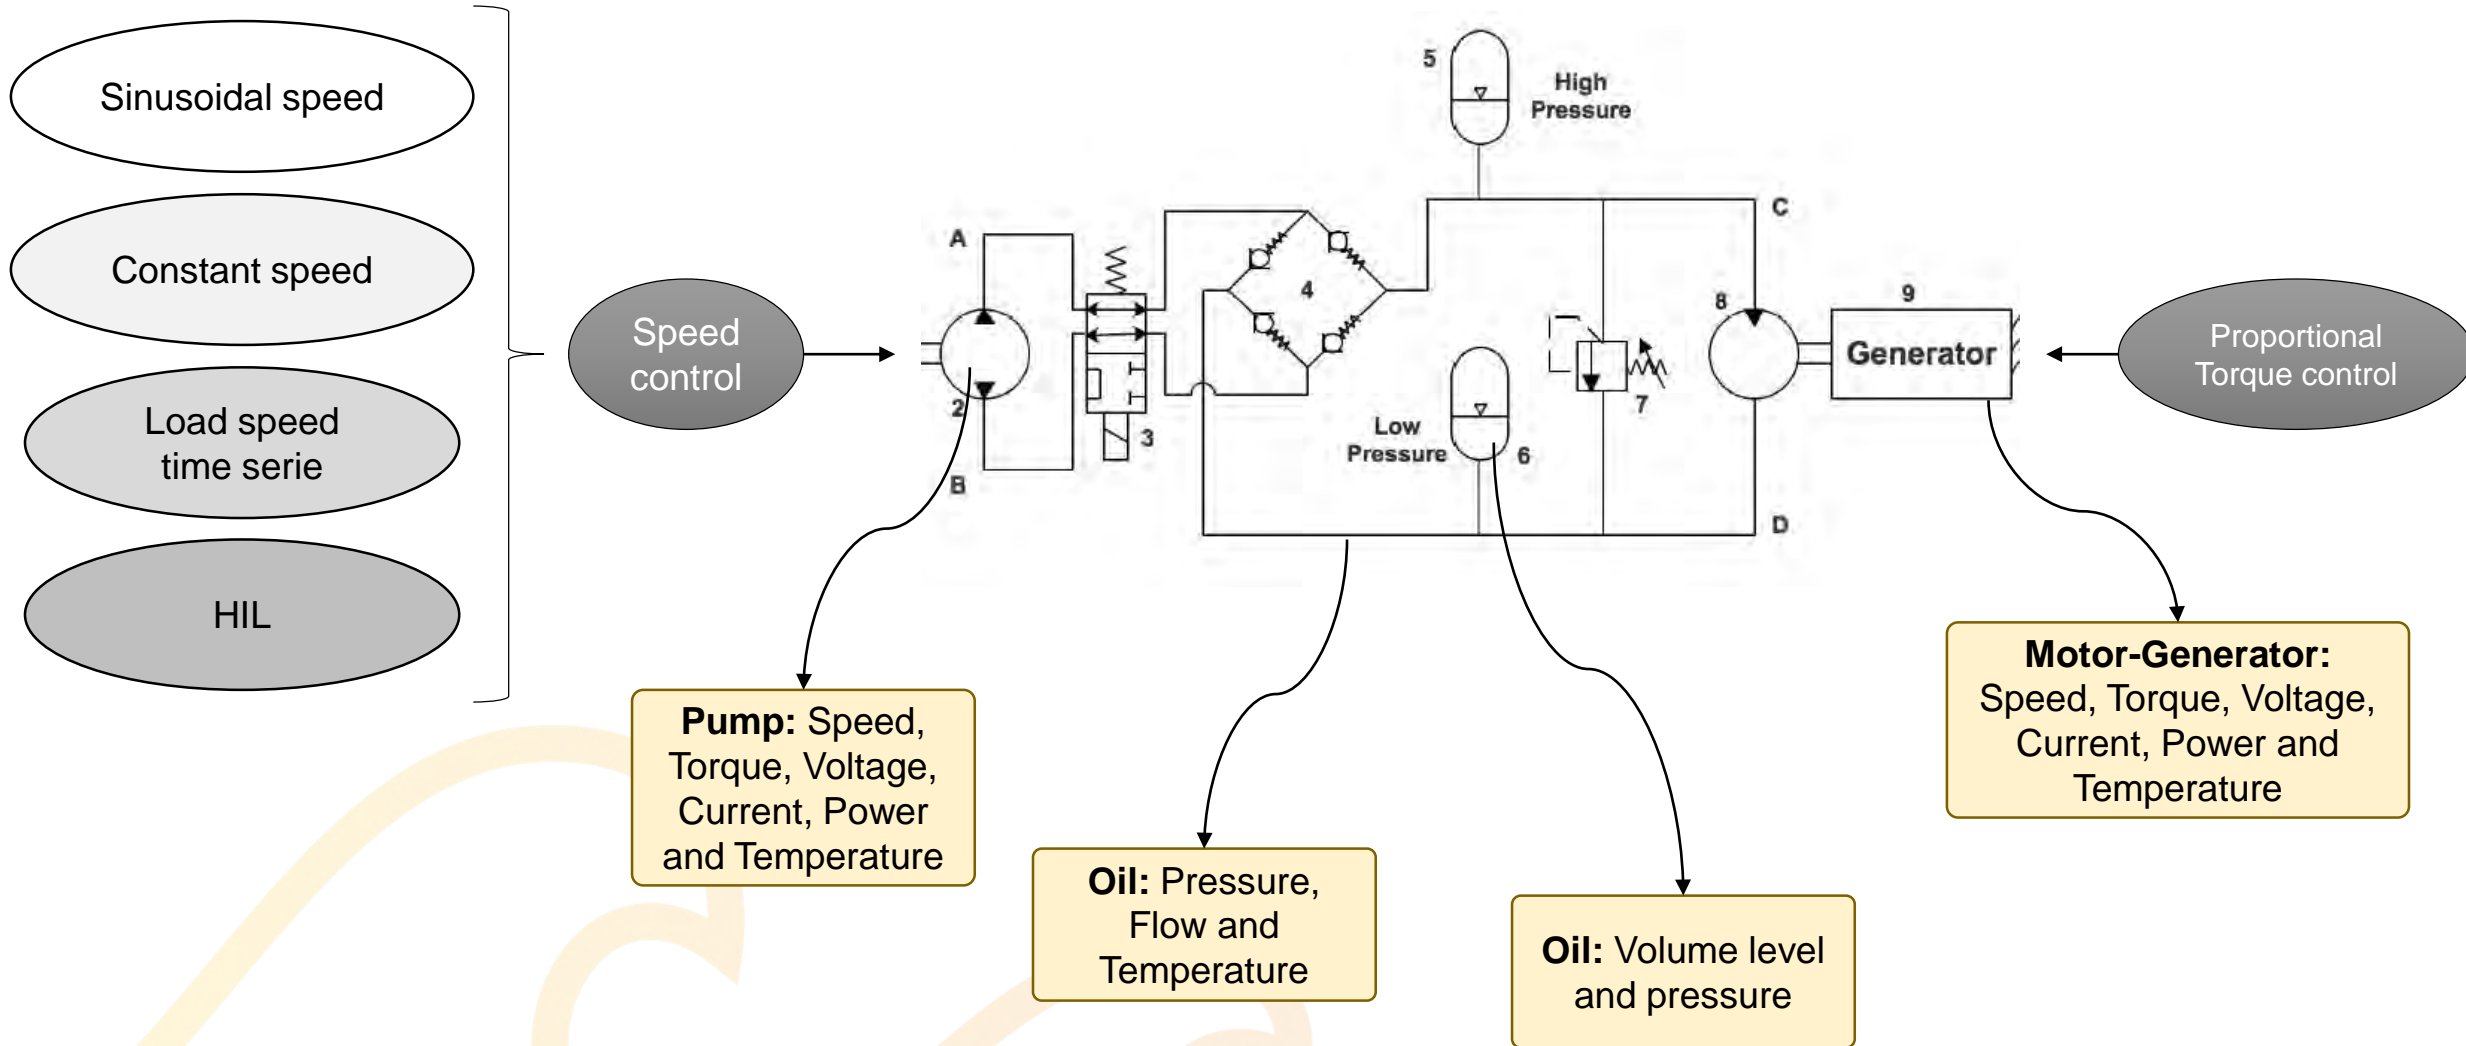 Sinusoidal speed
Constant speed
Load speed
time serie
HIL
Speed
control
A
B
2
3
4
5
High
Pressure
C
8
9
Generator
7
Low
Pressure
6
D
Proportional
Torque control
Pump: Speed,
Torque, Voltage,
Current, Power
and Temperature
Oil: Pressure,
Flow and
Temperature
Oil: Volume level
and pressure
Motor-Generator:
Speed, Torque, Voltage,
Current, Power and
Temperature